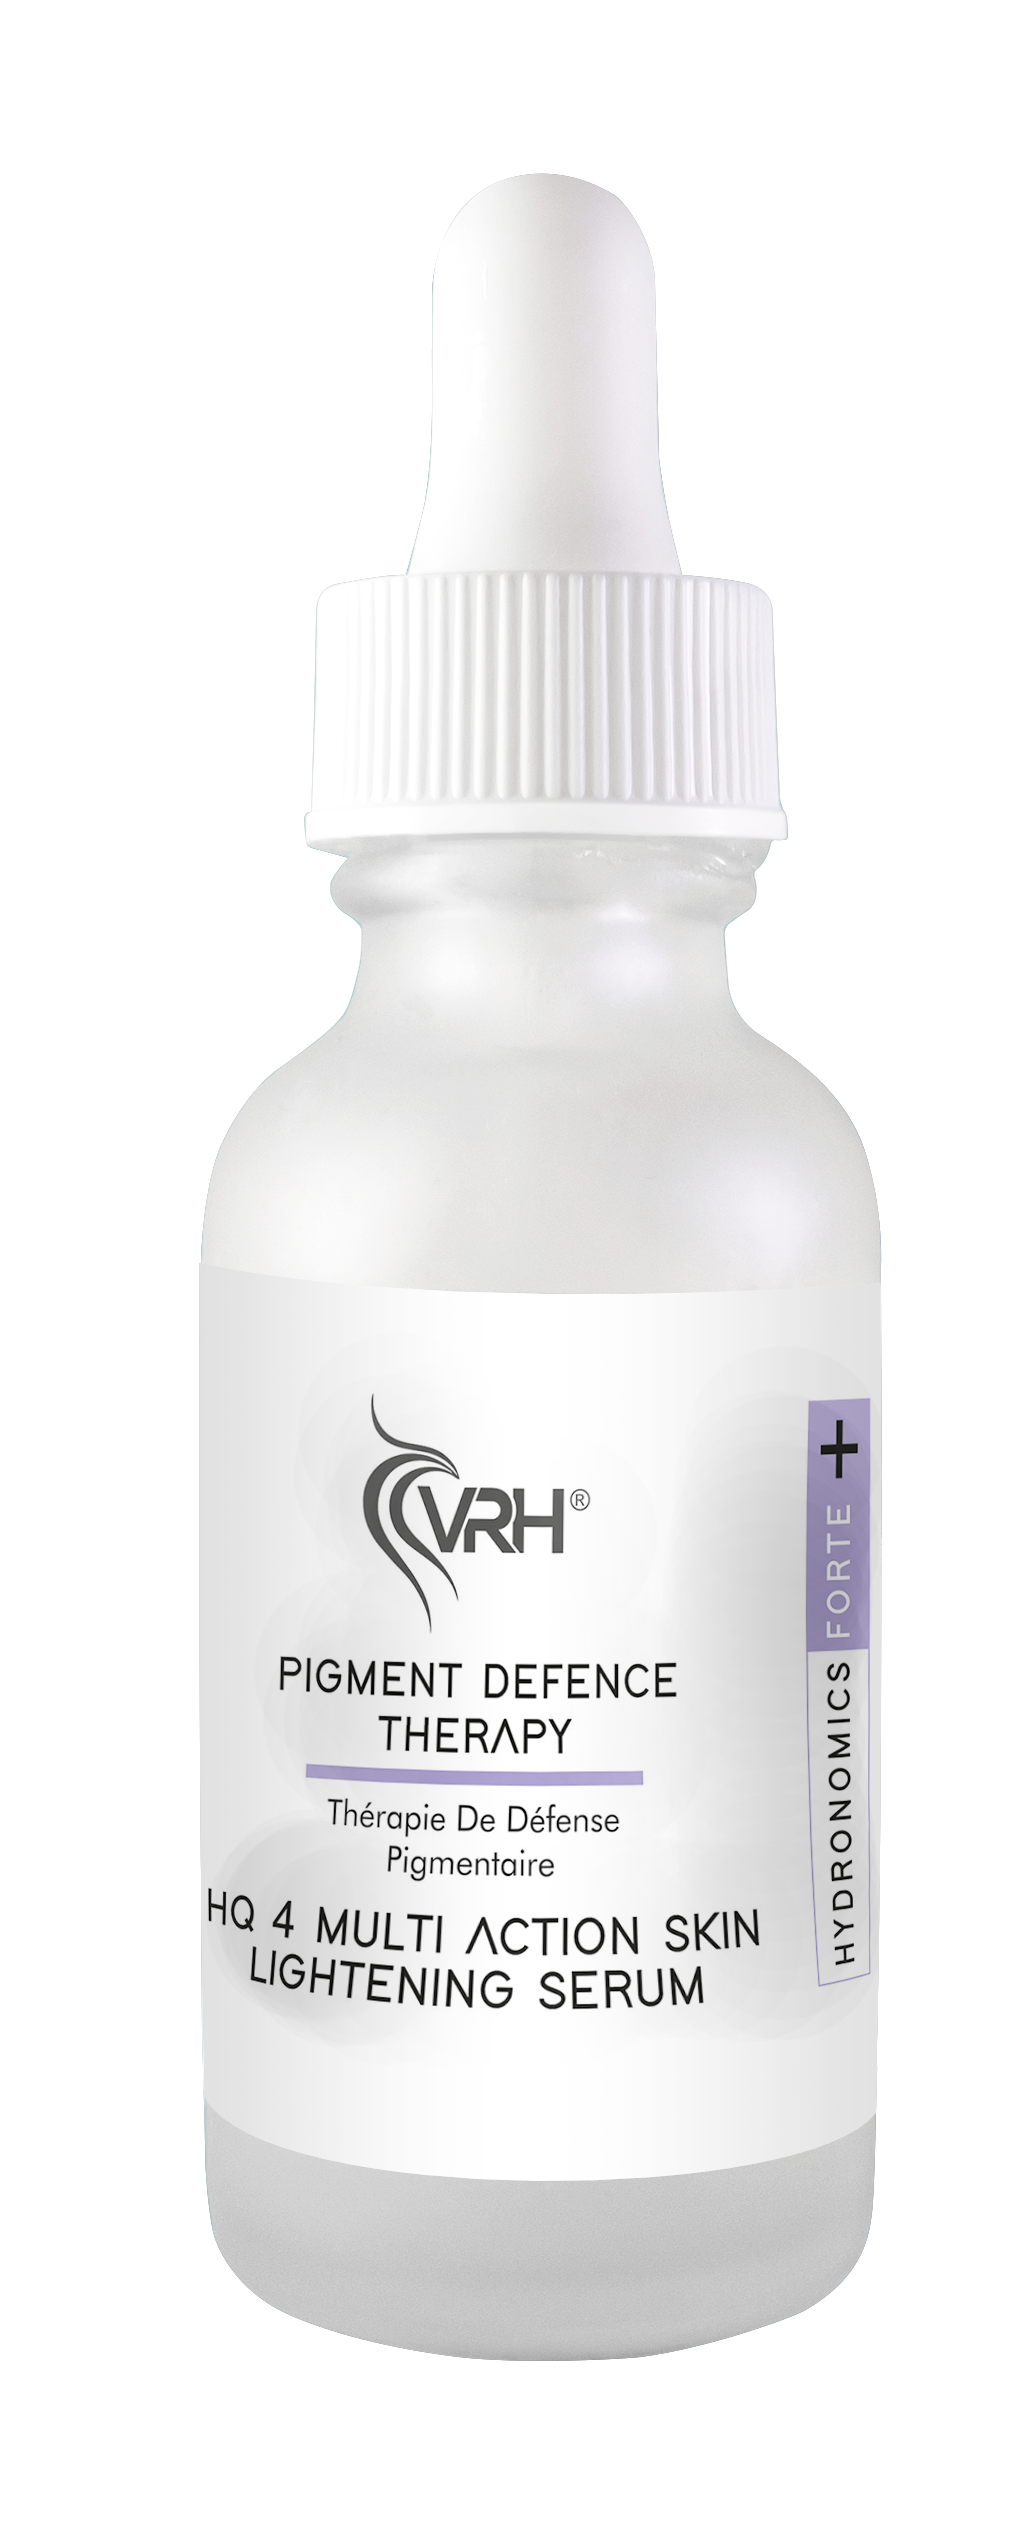 VRH®
PIGMENT DEFENCE
THERAPY
Thérapie De Défense
Pigmentaire
HQ 4 MULTI ACTION SKIN
LIGHTENING SERUM
HYDRONOMICS FORTE +